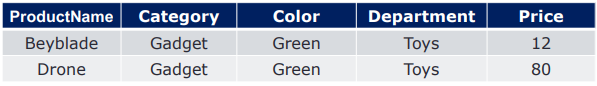 ProductName Category Color Department Price
Beyblade Gadget Green Toys 12
Drone Gadget Green Toys 80